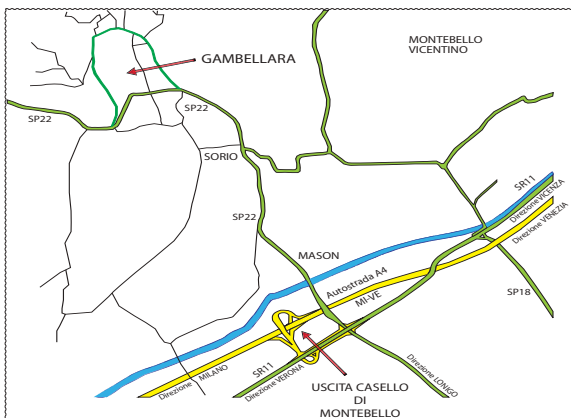 MONTEBELLO
VICENTINO
GAMBELLARA
SP22
SP22
SORIO
SP22
MASON
SR11
Direzione VICENZA
Direzione VENEZIA
Autostrada A4
MI-VE
SP18
SR11
Direzione VERONA
Direzione MILANO
Direzione LONIGO
USCITA CASELLO
DI
MONTEBELLO